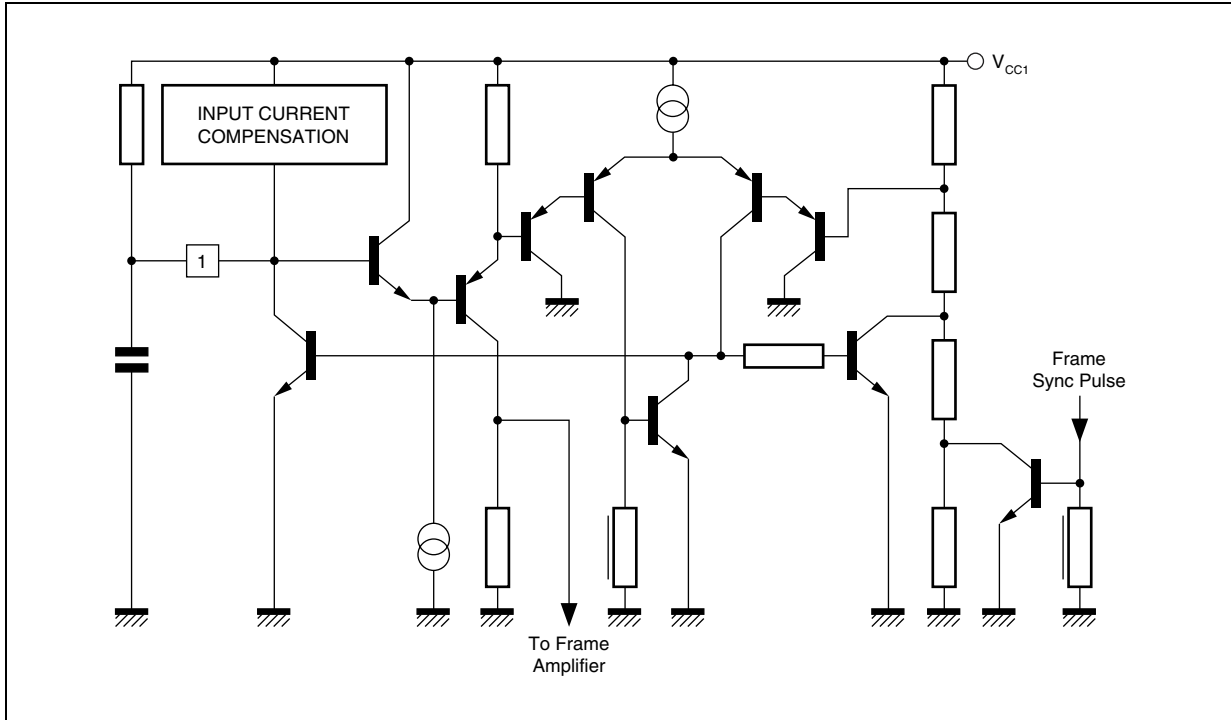 V_CC1
INPUT CURRENT
COMPENSATION
1
Frame
Sync Pulse
To Frame
Amplifier